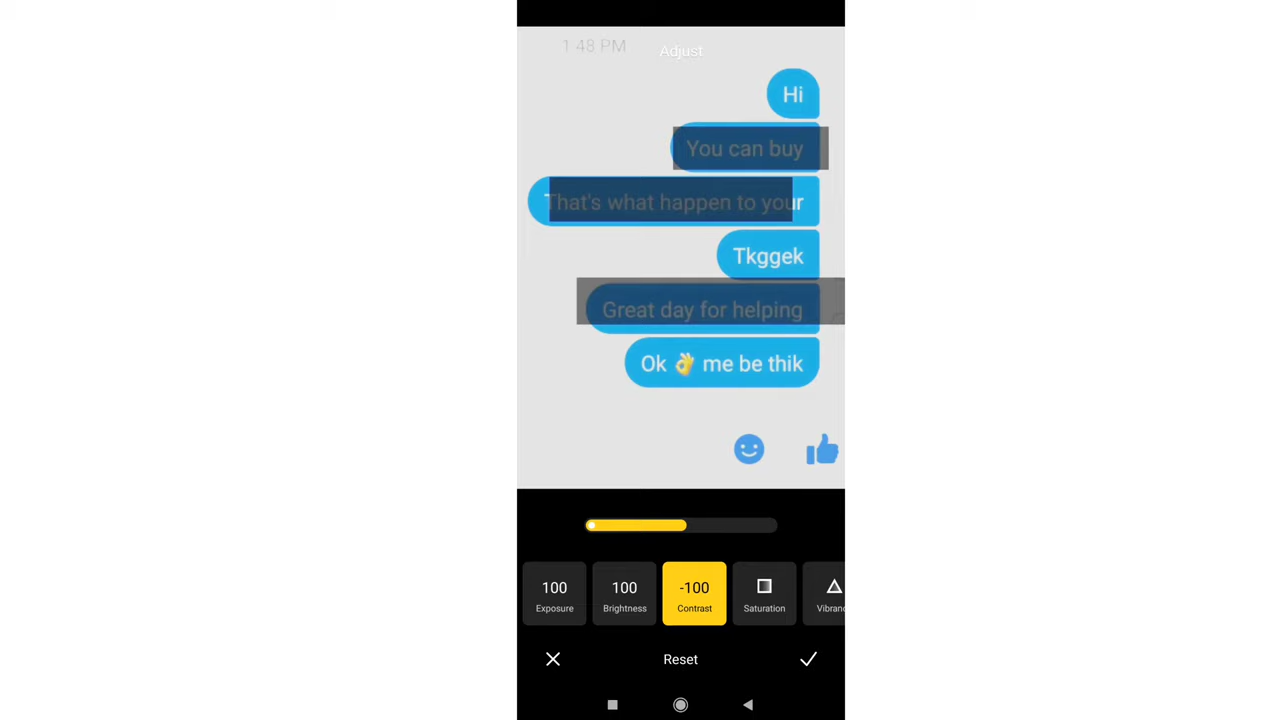 1 48 PM
Adjust
Hi
You can buy
That's what happen to your
Tkggek
Great day for helping
Ok 👌 me be thik
100
100
-100
Exposure
Brightness
Contrast
Saturation
Vibranc
Reset